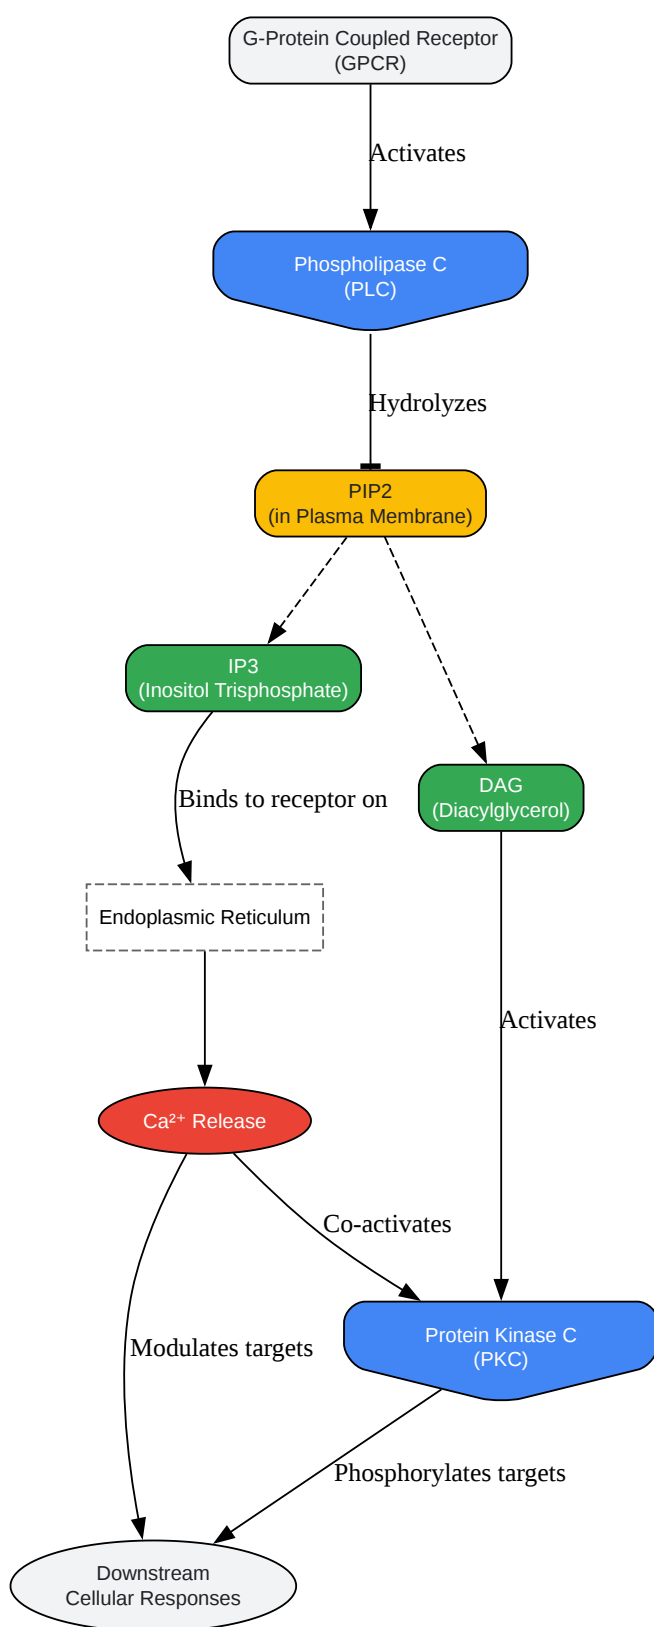 G-Protein Coupled Receptor
(GPCR)
Activates
Phospholipase C
(PLC)
Hydrolyzes
PIP2
(in Plasma Membrane)
IP3
(Inositol Trisphosphate)
DAG
(Diacylglycerol)
Binds to receptor on
Endoplasmic Reticulum
Activates
Ca²⁺ Release
Co-activates
Modulates targets
Protein Kinase C
(PKC)
Phosphorylates targets
Downstream
Cellular Responses